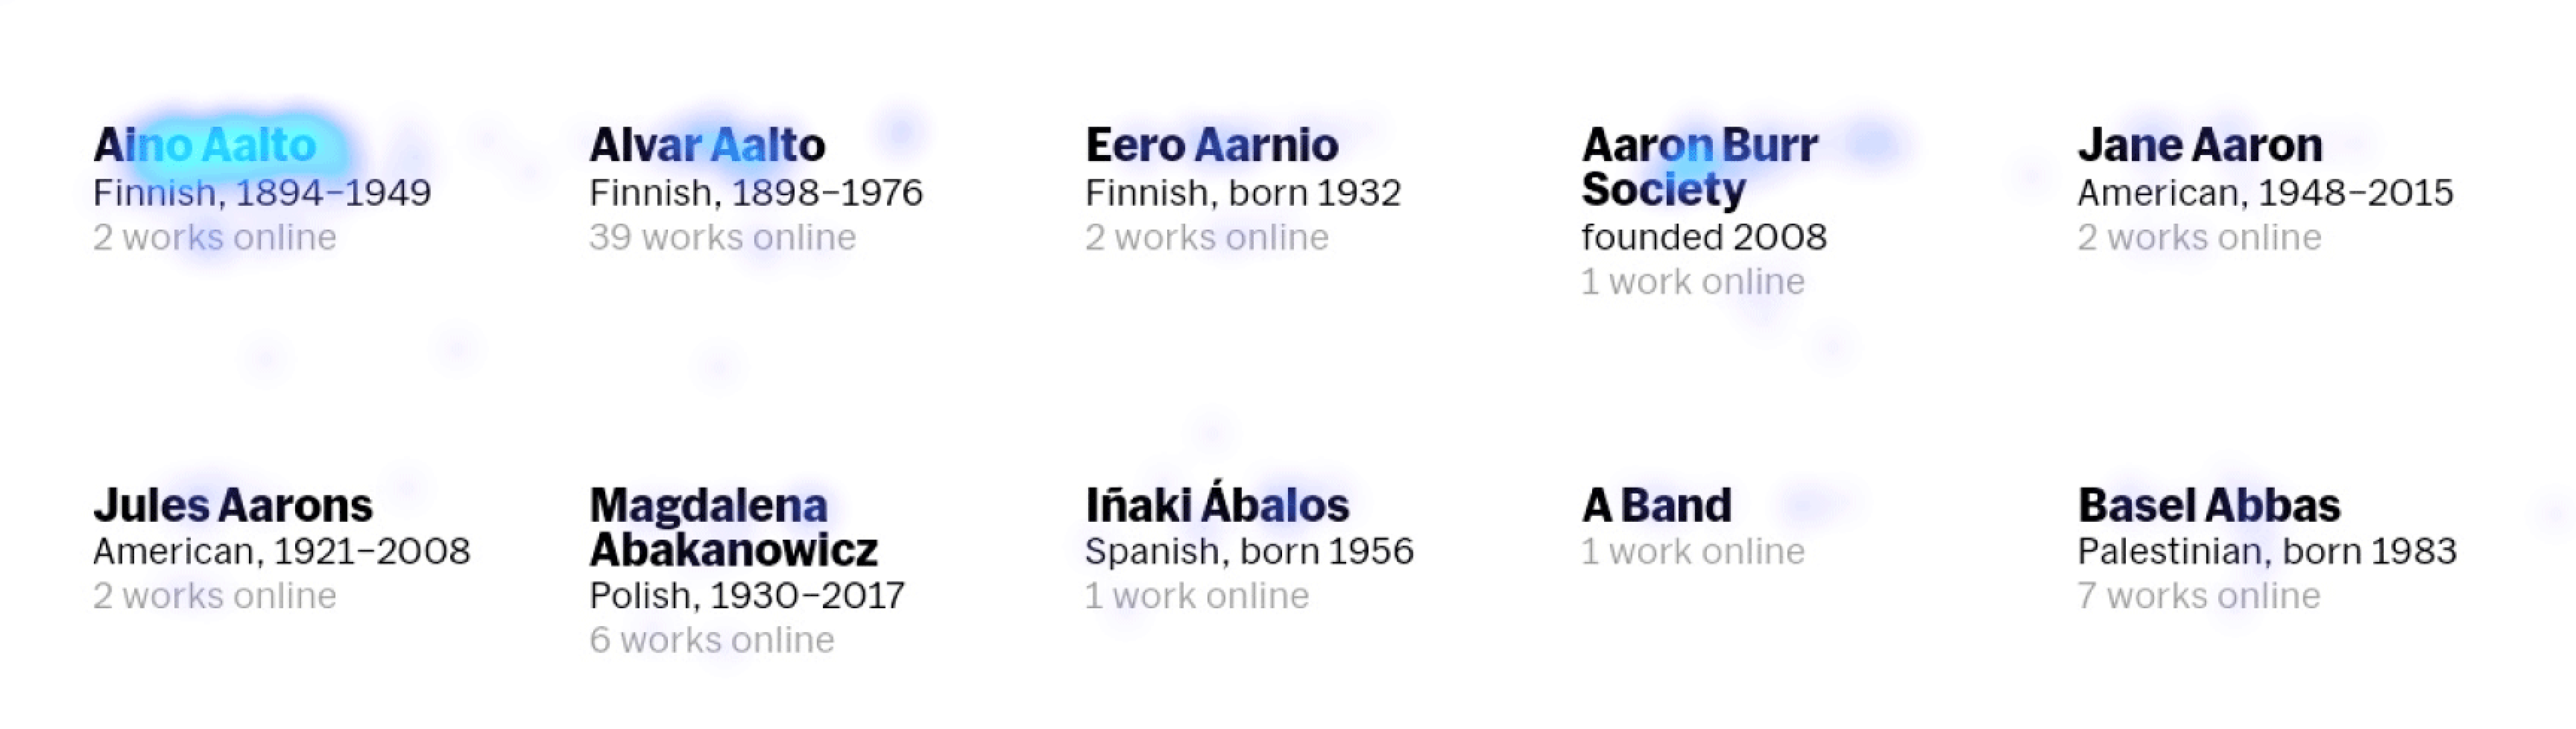 Aino Aalto
Finnish, 1894–1949
2 works online
Alvar Aalto
Finnish, 1898–1976
39 works online
Eero Aarnio
Finnish, born 1932
2 works online
Aaron Burr
Society
founded 2008
1 work online
Jane Aaron
American, 1948–2015
2 works online
Jules Aarons
American, 1921–2008
2 works online
Magdalena
Abakanowicz
Polish, 1930–2017
6 works online
Iñaki Ábalos
Spanish, born 1956
1 work online
A Band
1 work online
Basel Abbas
Palestinian, born 1983
7 works online